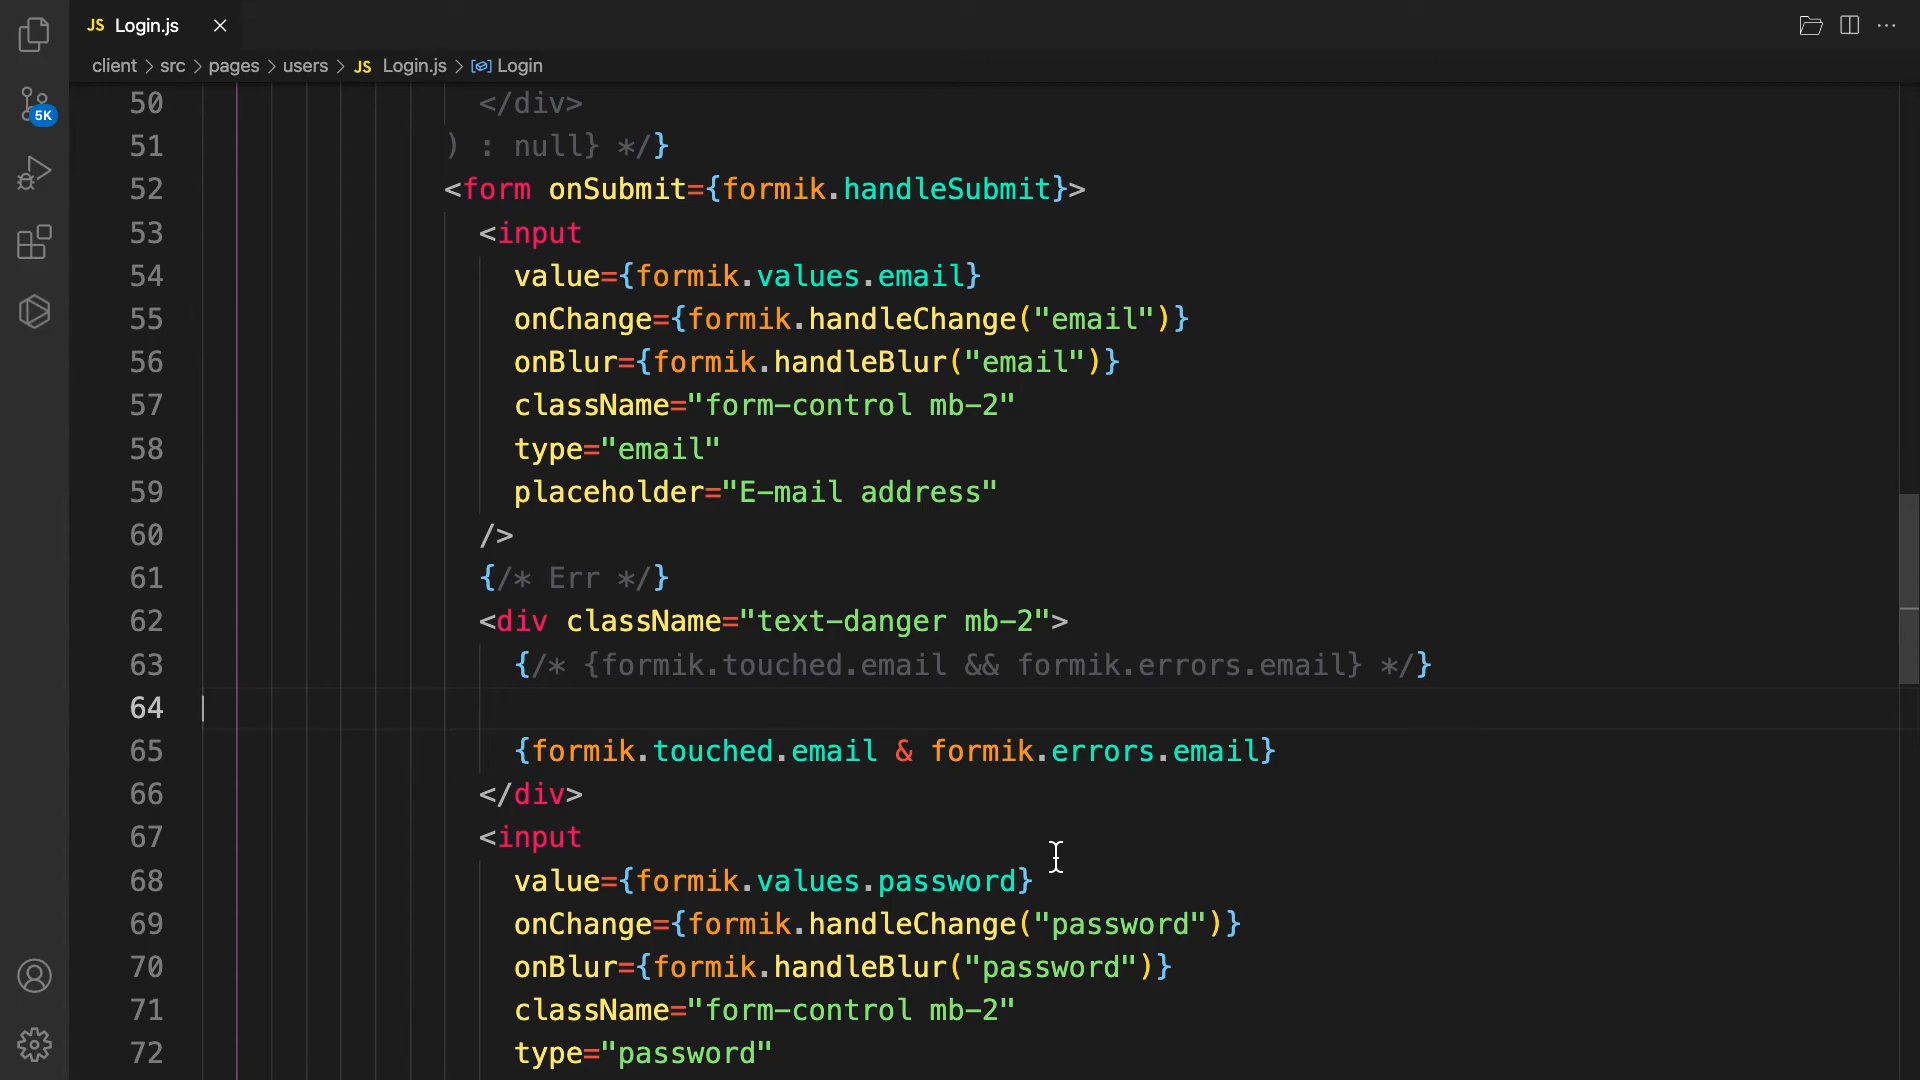 JS Login.js ×
client > src > pages > users > JS Login.js > Login
5K
50 </div>
51 ) : null} */}
52 <form onSubmit={formik.handleSubmit}>
53 <input
54 value={formik.values.email}
55 onChange={formik.handleChange("email")}
56 onBlur={formik.handleBlur("email")}
57 className="form-control mb-2"
58 type="email"
59 placeholder="E-mail address"
60 />
61 {/* Err */}
62 <div className="text-danger mb-2">
63 {/* {formik.touched.email && formik.errors.email} */}
64
65 {formik.touched.email & formik.errors.email}
66 </div>
67 <input
68 value={formik.values.password}
69 onChange={formik.handleChange("password")}
70 onBlur={formik.handleBlur("password")}
71 className="form-control mb-2"
72 type="password"